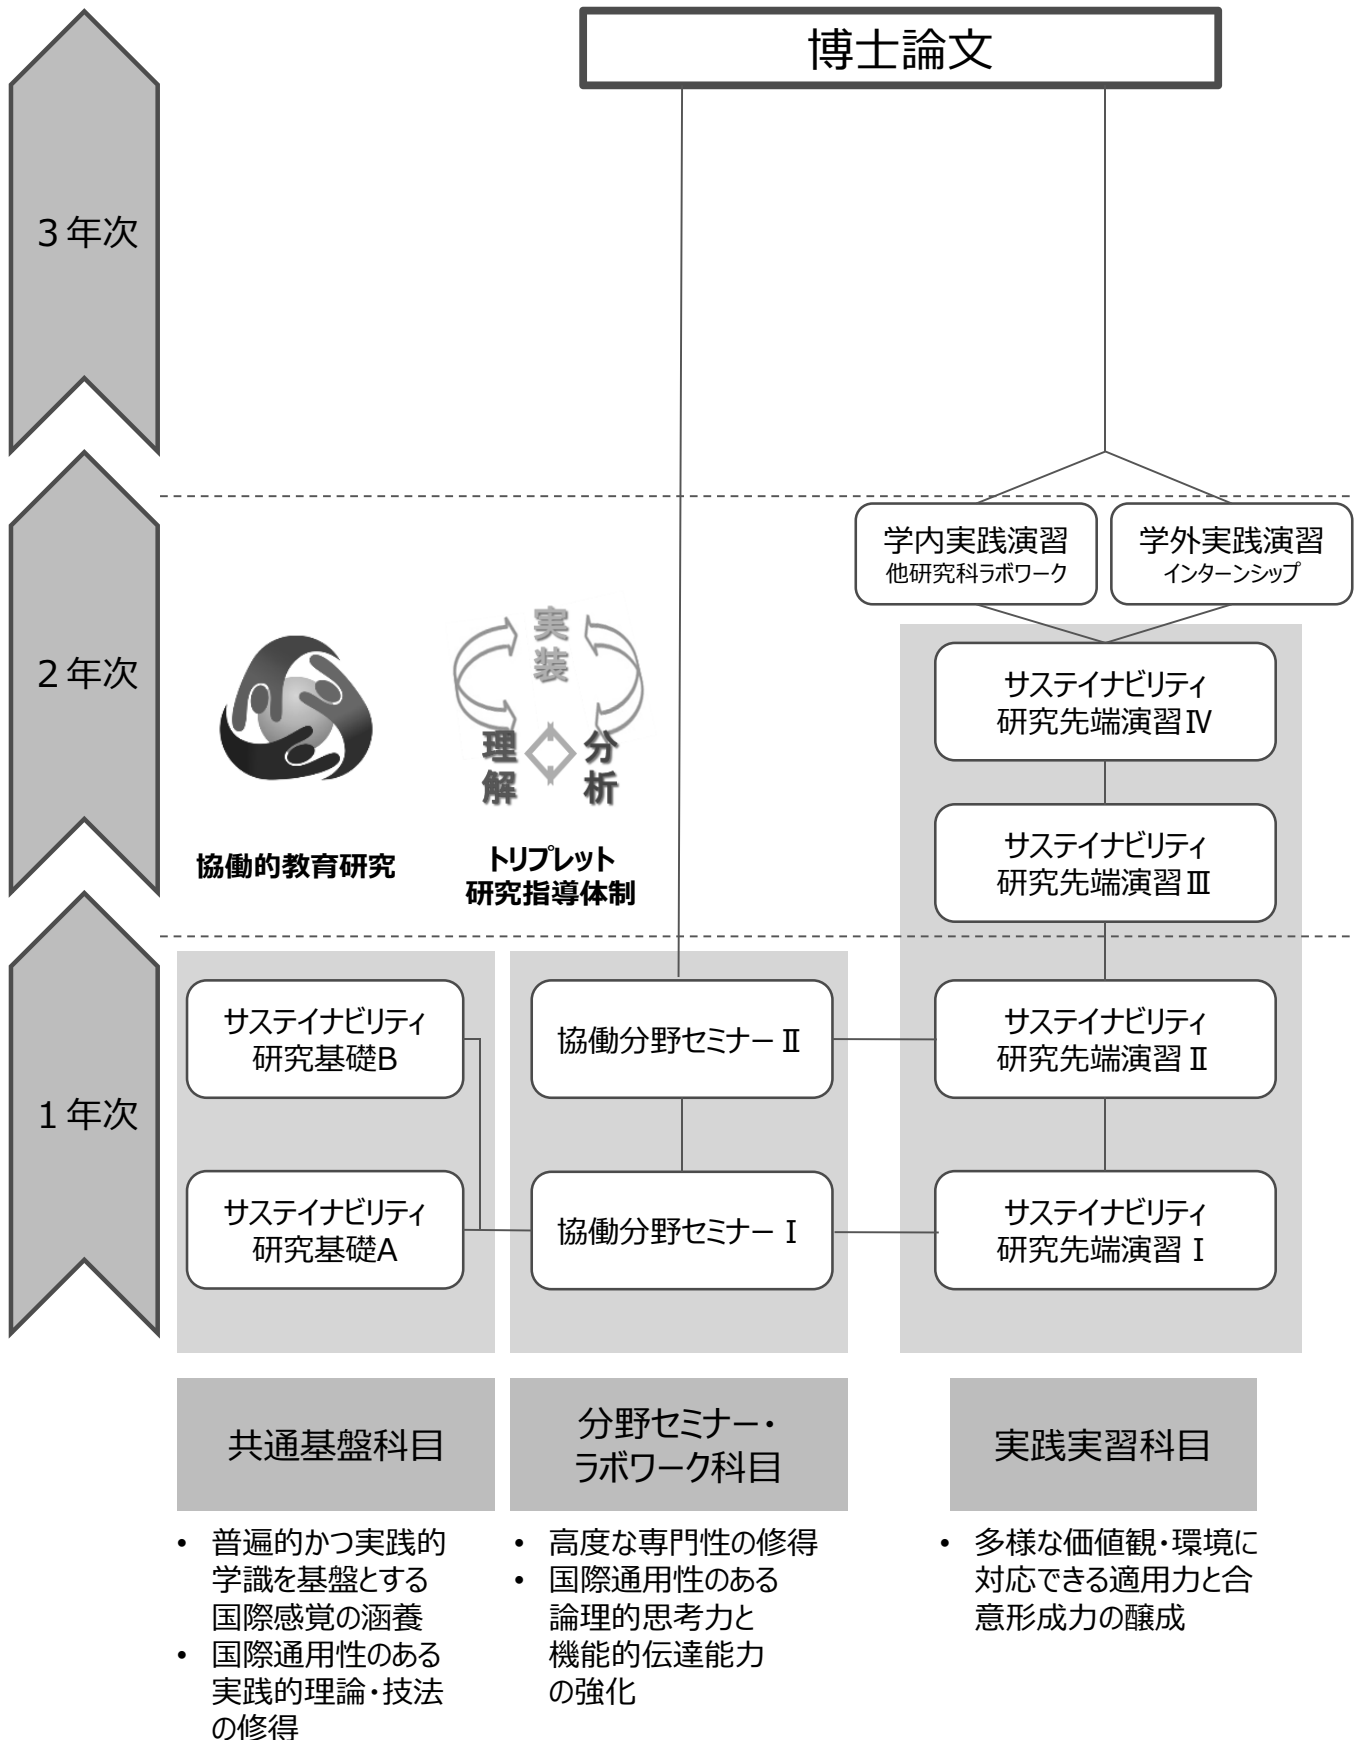 博士論文
３年次
学内実践演習
他研究科ラボワーク
学外実践演習
インターンシップ
２年次
実装
理解
分析
協働的教育研究
トリプレット
研究指導体制
サステイナビリティ
研究先端演習Ⅳ
サステイナビリティ
研究先端演習Ⅲ
１年次
サステイナビリティ
研究基礎B
協働分野セミナーⅡ
サステイナビリティ
研究先端演習Ⅱ
サステイナビリティ
研究基礎A
協働分野セミナーⅠ
サステイナビリティ
研究先端演習Ⅰ
共通基盤科目
分野セミナー・
ラボワーク科目
実践実習科目
• 普遍的かつ実践的
学識を基盤とする
国際感覚の涵養
• 国際通用性のある
実践的理論・技法
の修得
• 高度な専門性の修得
• 国際通用性のある
論理的思考力と
機能的伝達能力
の強化
• 多様な価値観・環境に
対応できる適用力と合
意形成力の醸成